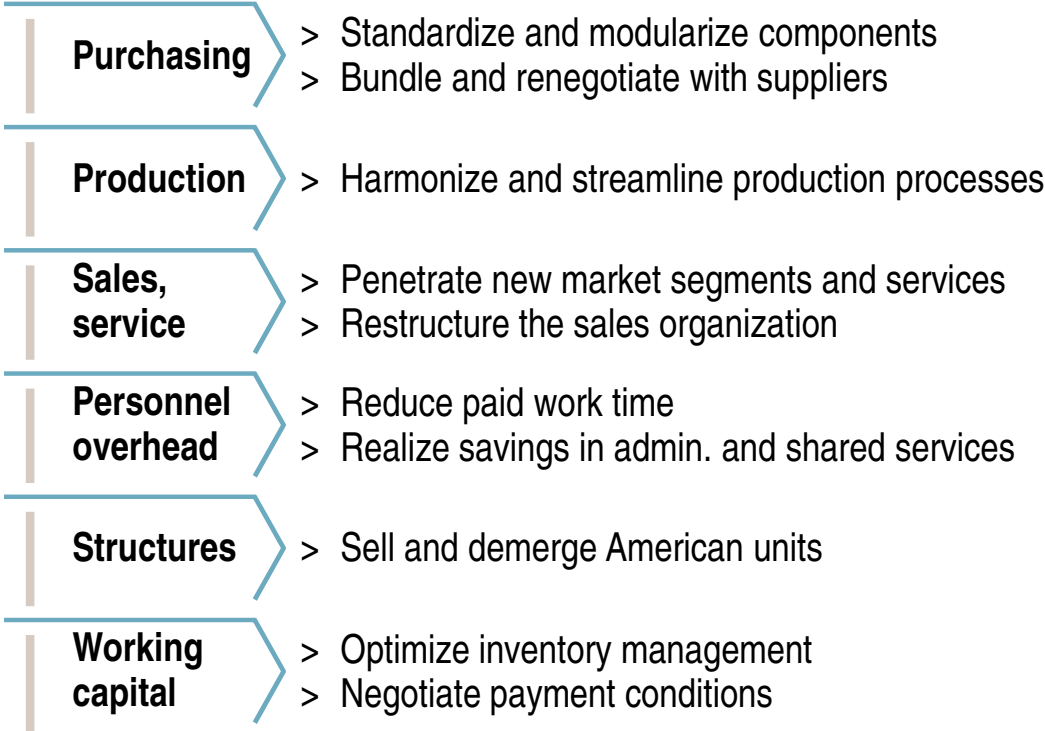 Purchasing
> Standardize and modularize components
> Bundle and renegotiate with suppliers
Production
> Harmonize and streamline production processes
Sales,
service
> Penetrate new market segments and services
> Restructure the sales organization
Personnel
overhead
> Reduce paid work time
> Realize savings in admin. and shared services
Structures
> Sell and demerge American units
Working
capital
> Optimize inventory management
> Negotiate payment conditions